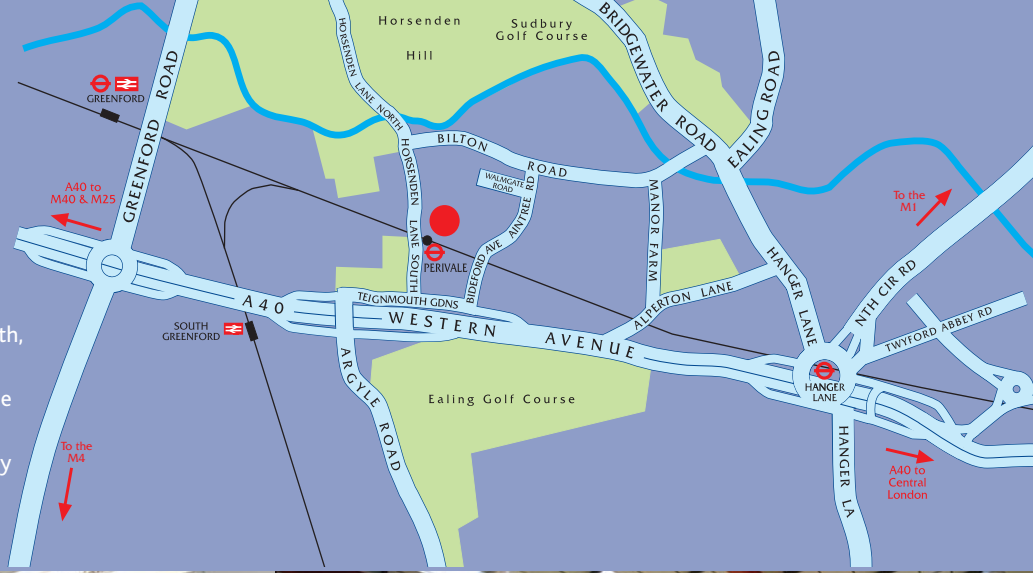 Horsenden
Hill
Sudbury
Golf Course
BRIDGEWATER ROAD
EALING ROAD
GREENFORD ROAD
HORSENDEN LANE NORTH
GREENFORD
BILTON ROAD
HORSENDEN LANE SOUTH
WALMGATE
ROAD
AINTREE RD
BIDEFORD AVE
MANOR FARM
A40 to
M40 & M25
To the
M1
PERIVALE
HANGER LANE
NTH CIR RD
ALPERTON LANE
TWYFORD ABBEY RD
TEIGNMOUTH GDNS
A40
WESTERN AVENUE
SOUTH
GREENFORD
th,
ARGYLE ROAD
HANGER
LANE
Ealing Golf Course
e
HANGER LA
To the
M4
y
A40 to
Central
London